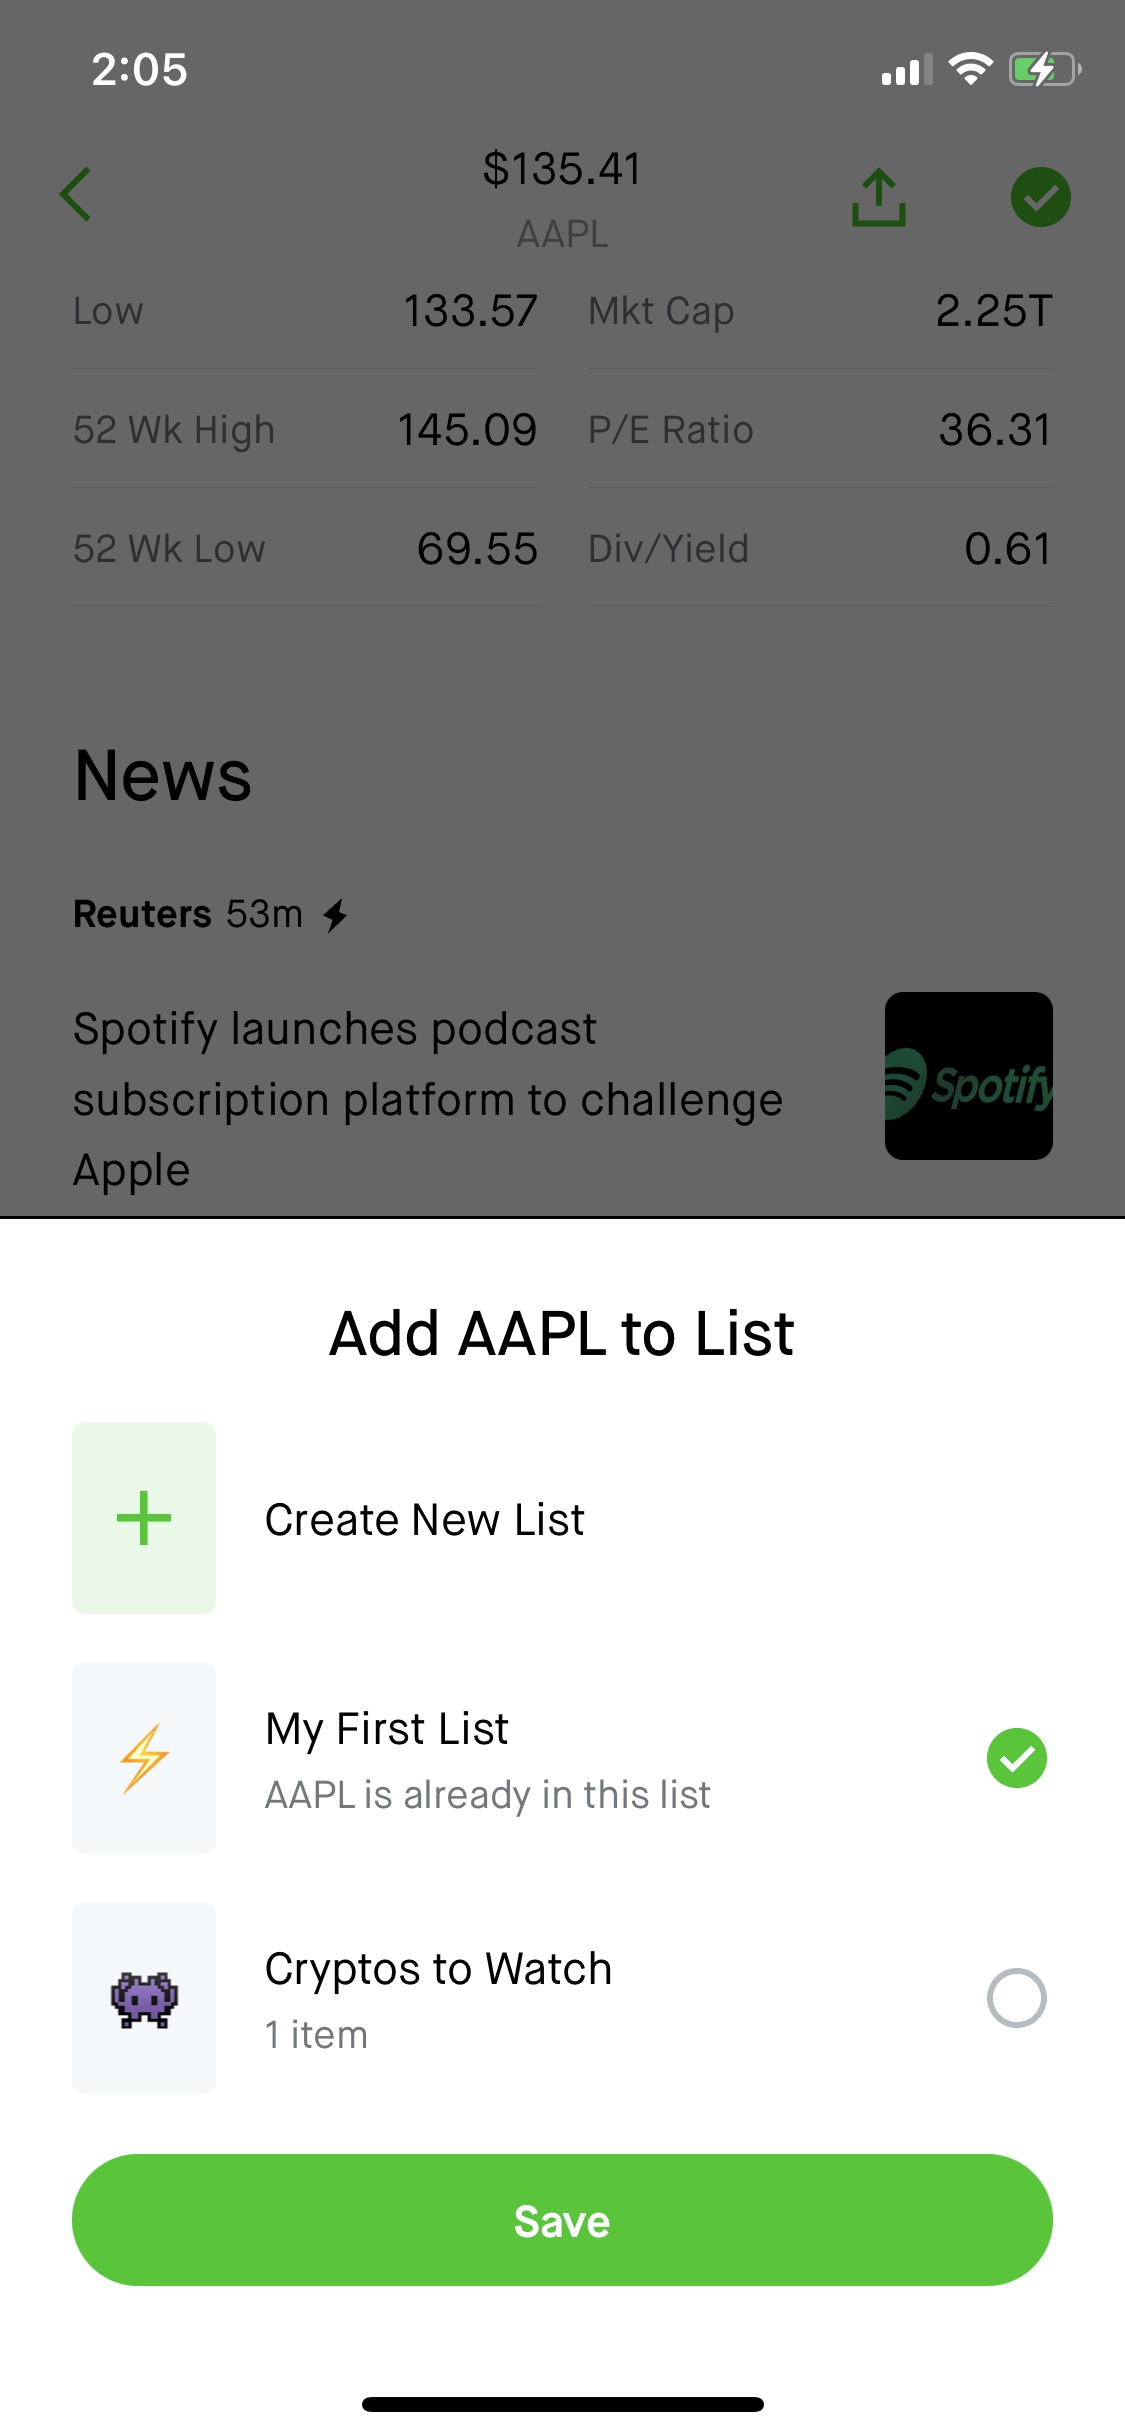 2:05
$135.41
AAPL
Low 133.57 Mkt Cap 2.25T
52 Wk High 145.09 P/E Ratio 36.31
52 Wk Low 69.55 Div/Yield 0.61
News
Reuters 53m
Spotify launches podcast
subscription platform to challenge
Apple
Spotify
Add AAPL to List
Create New List
My First List
AAPL is already in this list
Cryptos to Watch
1 item
Save